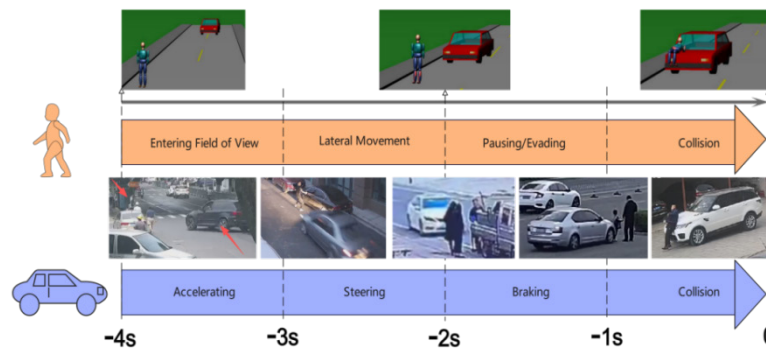 Entering Field of View
Lateral Movement
Pausing/Evading
Collision
Accelerating
Steering
Braking
Collision
-4s
-3s
-2s
-1s